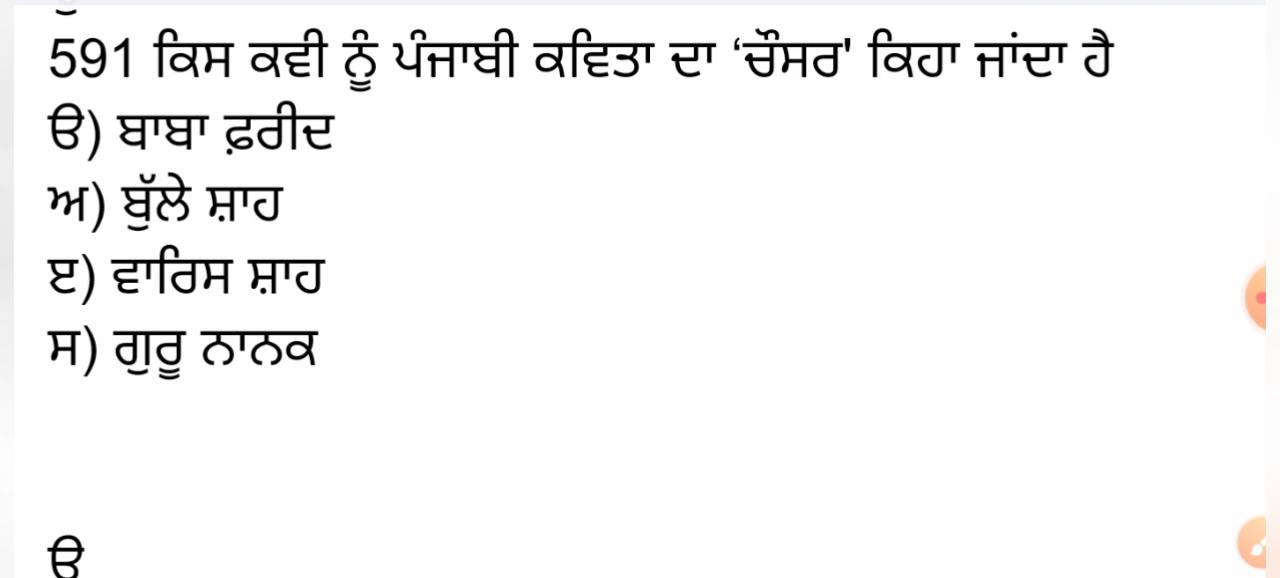 591 ਕਿਸ ਕਵੀ ਨੂੰ ਪੰਜਾਬੀ ਕਵਿਤਾ ਦਾ ‘ਚੌਸਰ' ਕਿਹਾ ਜਾਂਦਾ ਹੈ
ੳ) ਬਾਬਾ ਫ਼ਰੀਦ
ਅ) ਬੁੱਲੇ ਸ਼ਾਹ
ੲ) ਵਾਰਿਸ ਸ਼ਾਹ
ਸ) ਗੁਰੂ ਨਾਨਕ
ੳ